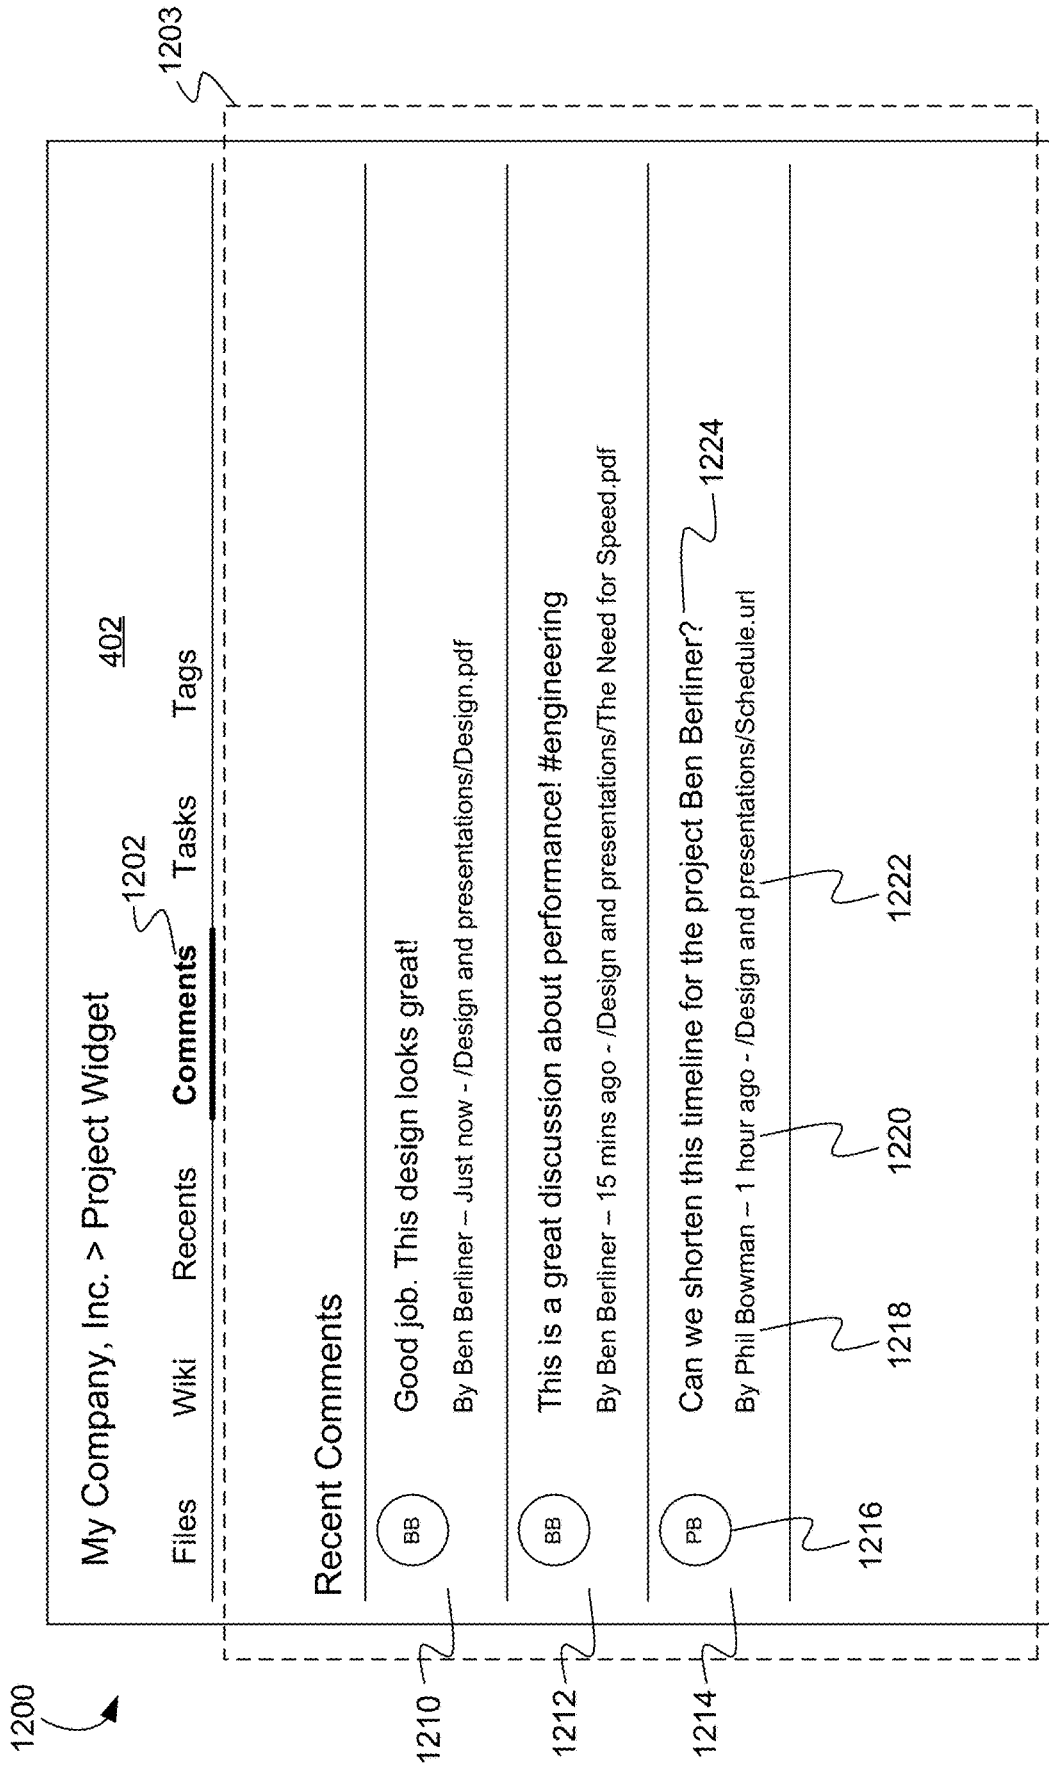 1200
1203
My Company, Inc. > Project Widget
402
1202
Files Wiki Recents Comments Tasks Tags
Recent Comments
1210
BB
Good job. This design looks great!
By Ben Berliner – Just now - /Design and presentations/Design.pdf
1212
BB
This is a great discussion about performance! #engineering
By Ben Berliner – 15 mins ago - /Design and presentations/The Need for Speed.pdf
1214
PB
Can we shorten this timeline for the project Ben Berliner?
1224
By Phil Bowman – 1 hour ago - /Design and presentations/Schedule.url
1216
1218
1220
1222